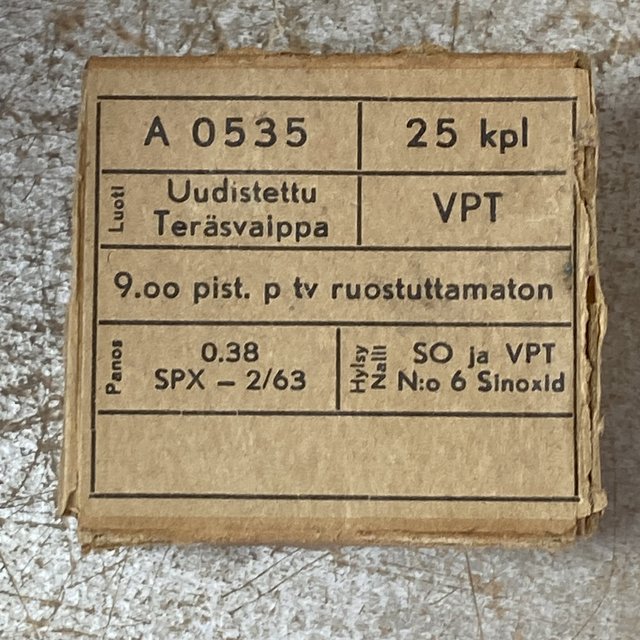 A 0535
25 kpl
Luoti
Uudistettu
Teräsvaippa
VPT
9.00 pist. p tv ruostuttamaton
Panos
0.38
SPX – 2/63
Hylsy
Nalli
SO ja VPT
N:o 6 Sinoxid